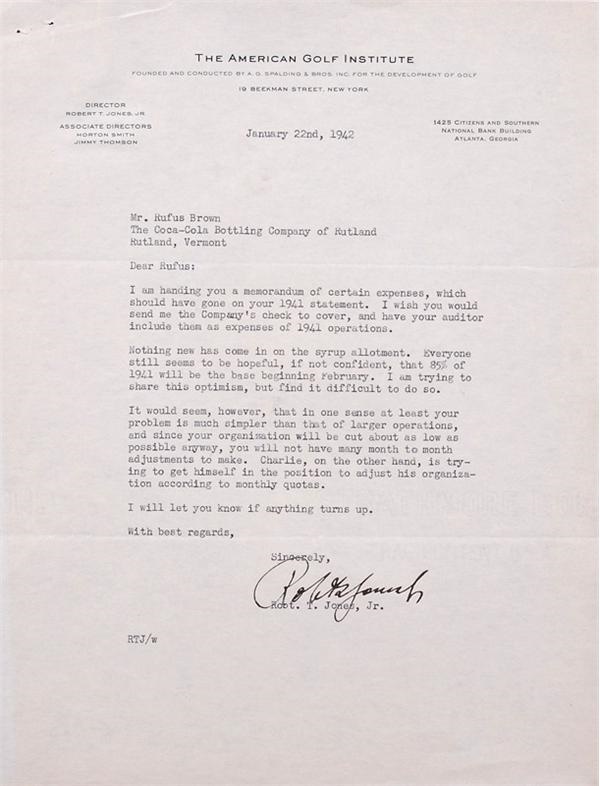 THE AMERICAN GOLF INSTITUTE
FOUNDED AND CONDUCTED BY A. G. SPALDING & BROS. INC. FOR THE DEVELOPMENT OF GOLF
19 BEEKMAN STREET, NEW YORK
DIRECTOR
ROBERT T. JONES, JR.
ASSOCIATE DIRECTORS
HORTON SMITH
JIMMY THOMSON
1425 CITIZENS AND SOUTHERN
NATIONAL BANK BUILDING
ATLANTA, GEORGIA
January 22nd, 1942
Mr. Rufus Brown
The Coca-Cola Bottling Company of Rutland
Rutland, Vermont
Dear Rufus:
I am handing you a memorandum of certain expenses, which
should have gone on your 1941 statement. I wish you would
send me the Company's check to cover, and have your auditor
include them as expenses of 1941 operations.
Nothing new has come in on the syrup allotment. Everyone
still seems to be hopeful, if not confident, that 85% of
1941 will be the base beginning February. I am trying to
share this optimism, but find it difficult to do so.
It would seem, however, that in one sense at least your
problem is much simpler than that of larger operations,
and since your organization will be cut about as low as
possible anyway, you will not have many month to month
adjustments to make. Charlie, on the other hand, is try-
ing to get himself in the position to adjust his organiza-
tion according to monthly quotas.
I will let you know if anything turns up.
With best regards,
Sincerely,
Robt T Jones Jr
Robt. T. Jones, Jr.
RTJ/w